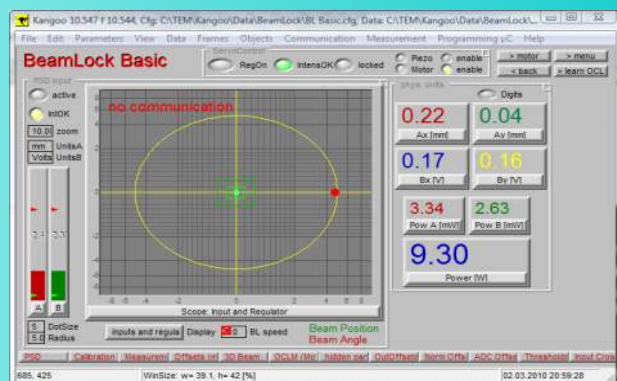 Kangoo 10.547 f 10.544, Cfg: C:\TEM\Kangoo\Data\BeamLock\BL Basic.cfg, Data: C:\TEM\Kangoo\Data\BeamLock\
File Edit Parameters View Data Frames Objects Communication Measurement Programming µC Help
BeamLock Basic
ServoControl
RegOn IntensOK locked
Piezo enable
Motor enable
> motor > menu
< back > learn OCL
PSD input
active
IntOK
10.0 zoom
mm UnitsA
Volts UnitsB
A B
5 DotSize
5.0 Radius
no communication
Scope: Input and Regulator
inputs and regula Display 0 BL speed
Beam Position
Beam Angle
phys. units
Digits
0.22 0.04
Ax [mm] Ay [mm]
0.17 0.16
Bx [V] By [V]
3.34 2.63
Pow A [mW] Pow B [mW]
9.30
Power [W]
PSD Calibration Measurem Offsets int 3D Beam OCLM (Mo hidden par OutOffsets Norm Offse ADC Offse Thresholds Input Cros
685, 425 WinSize: w= 39.1, h= 42 [%] 02.03.2010 20:59:28